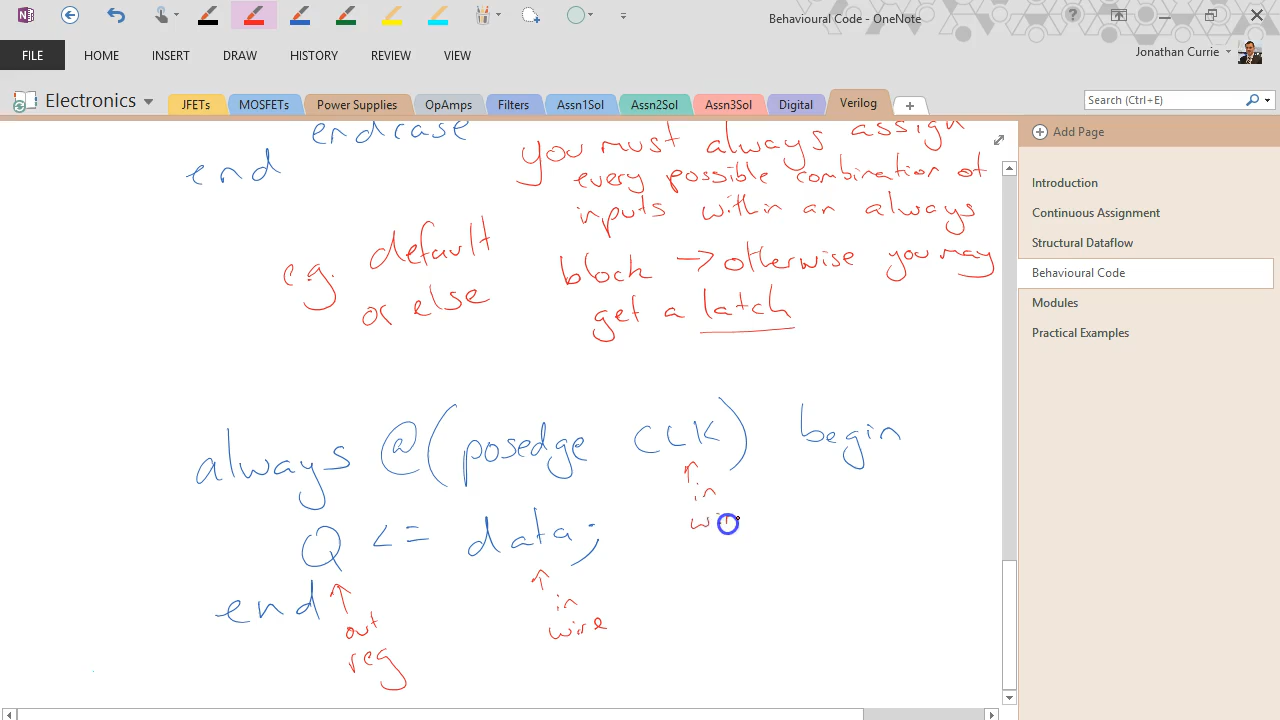 Behavioural Code - OneNote
FILE HOME INSERT DRAW HISTORY REVIEW VIEW
Jonathan Currie
Electronics JFETs MOSFETs Power Supplies OpAmps Filters Assn1Sol Assn2Sol Assn3Sol Digital Verilog
Search (Ctrl+E)
Add Page
Introduction
Continuous Assignment
Structural Dataflow
Behavioural Code
Modules
Practical Examples
endcase
end
you must always assign
every possible combination of
inputs within an always
block → otherwise you may
get a latch
e.g. default
or else
always @(posedge CLK) begin
Q <= data;
end
↑ in
↑ in
wire
↑ out
reg